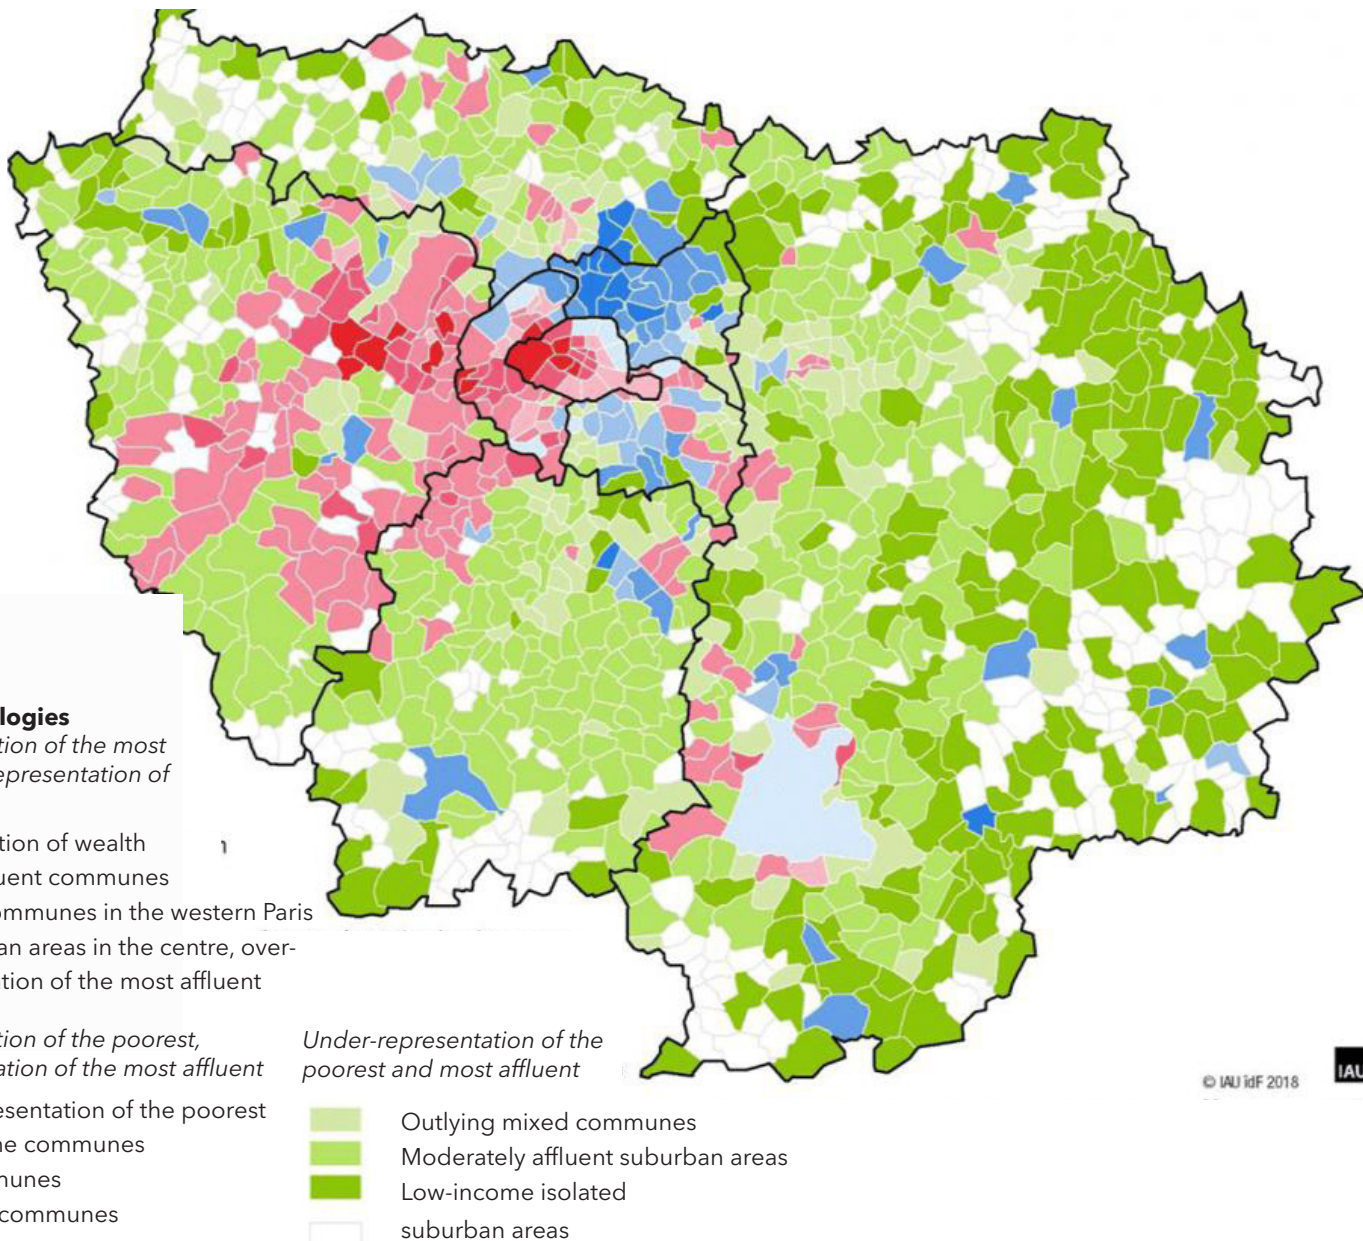 logies
tion of the most
epresentation of
tion of wealth
uent communes
ommunes in the western Paris
an areas in the centre, over-
ation of the most affluent
tion of the poorest,
ation of the most affluent
esentation of the poorest
ne communes
nunes
communes
Under-representation of the
poorest and most affluent
Outlying mixed communes
Moderately affluent suburban areas
Low-income isolated
suburban areas
© IAU îdF 2018
IAU